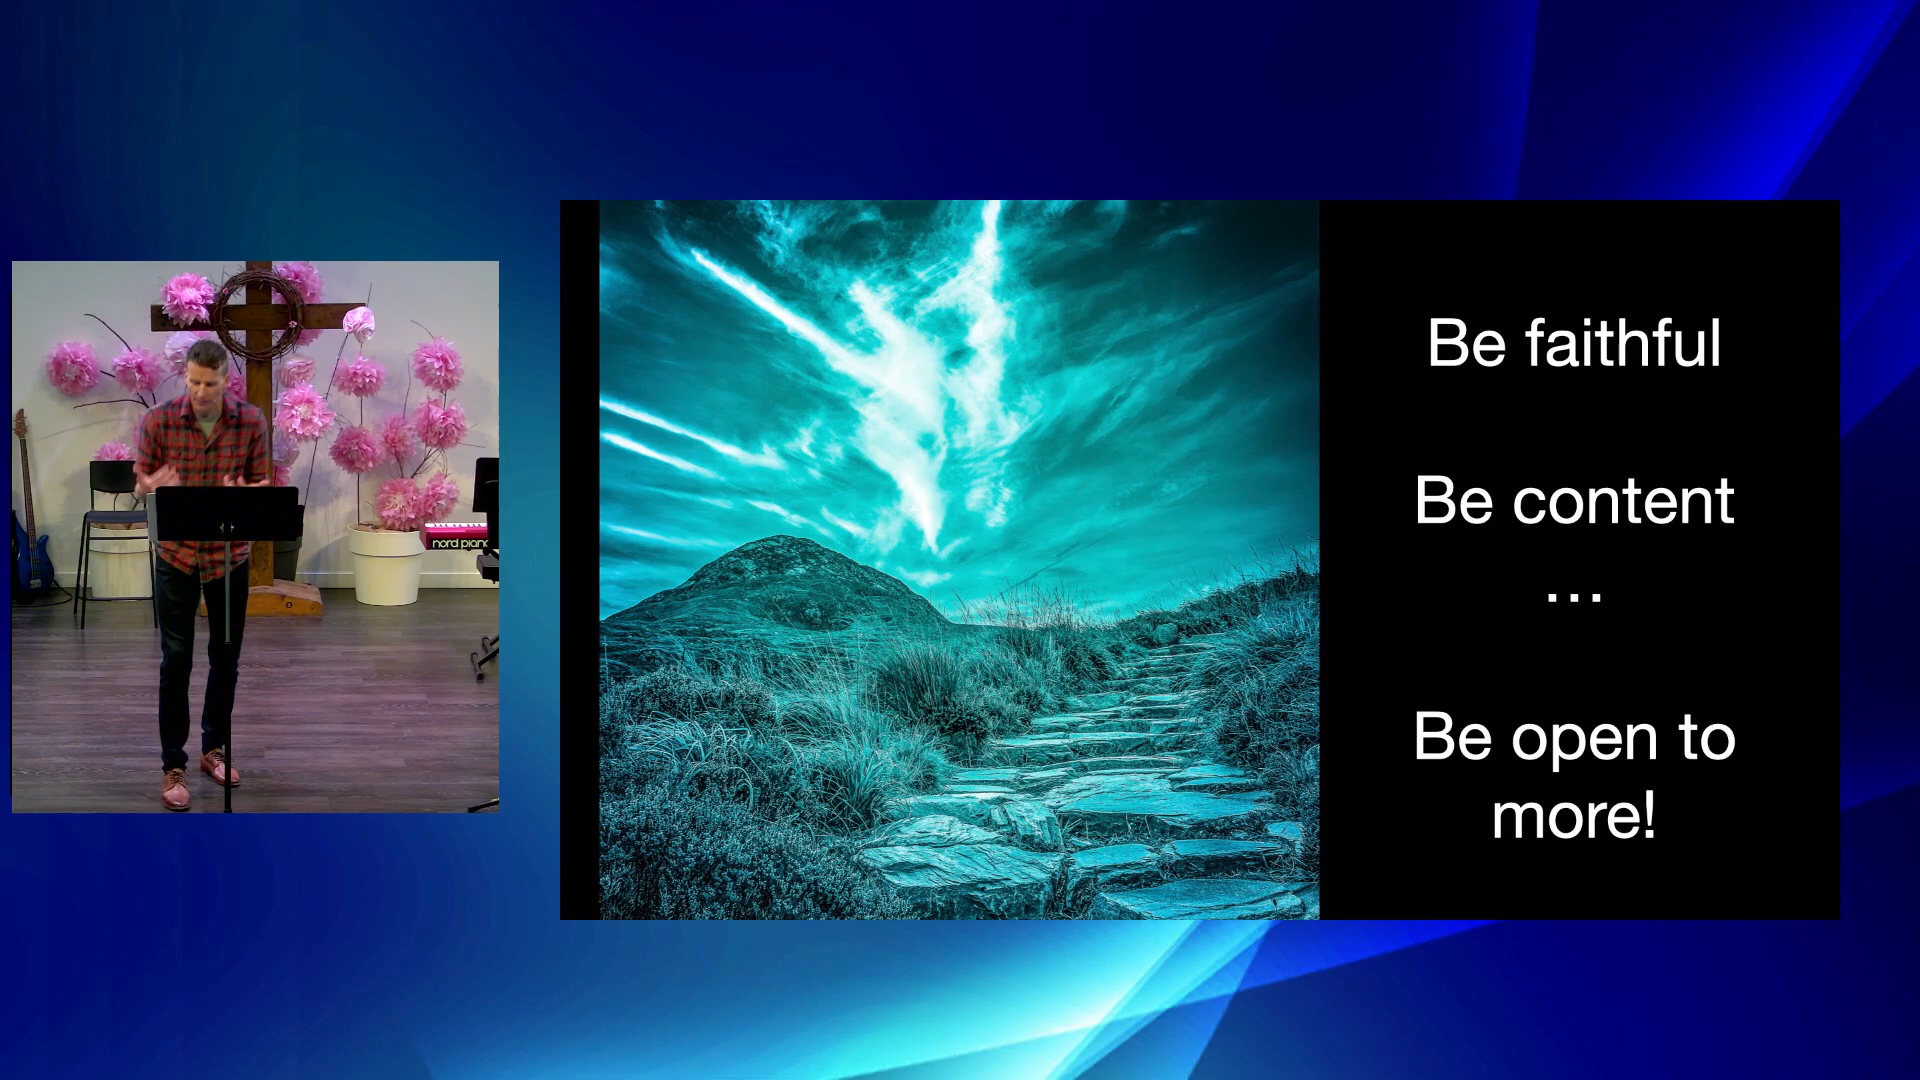 nord piano
Be faithful
Be content
...
Be open to
more!